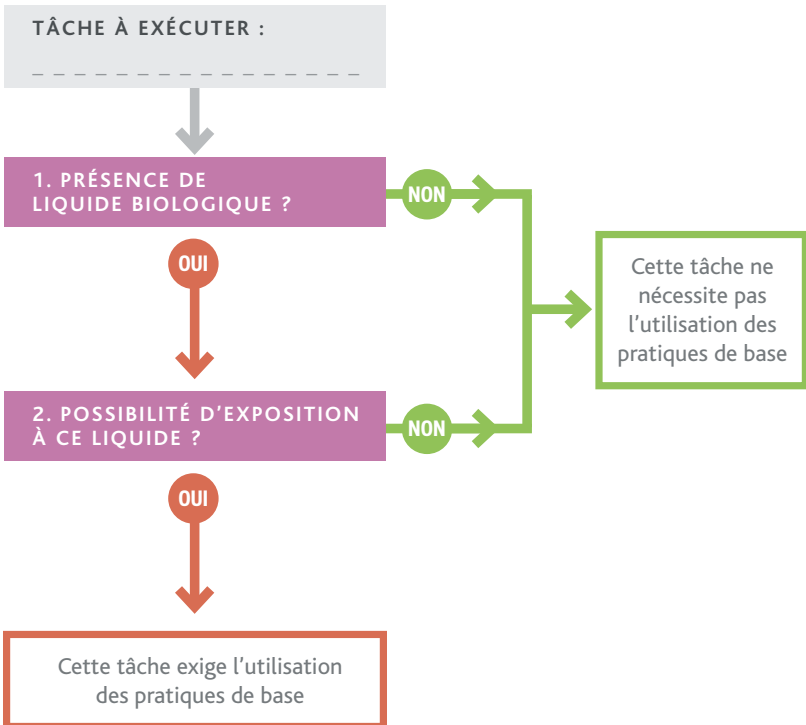 TÂCHE À EXÉCUTER :
_ _ _ _ _ _ _ _ _ _ _ _ _ _ _ _ _ _
1. PRÉSENCE DE
LIQUIDE BIOLOGIQUE ?
NON
OUI
Cette tâche ne
nécessite pas
l’utilisation des
pratiques de base
2. POSSIBILITÉ D’EXPOSITION
À CE LIQUIDE ?
NON
OUI
Cette tâche exige l’utilisation
des pratiques de base